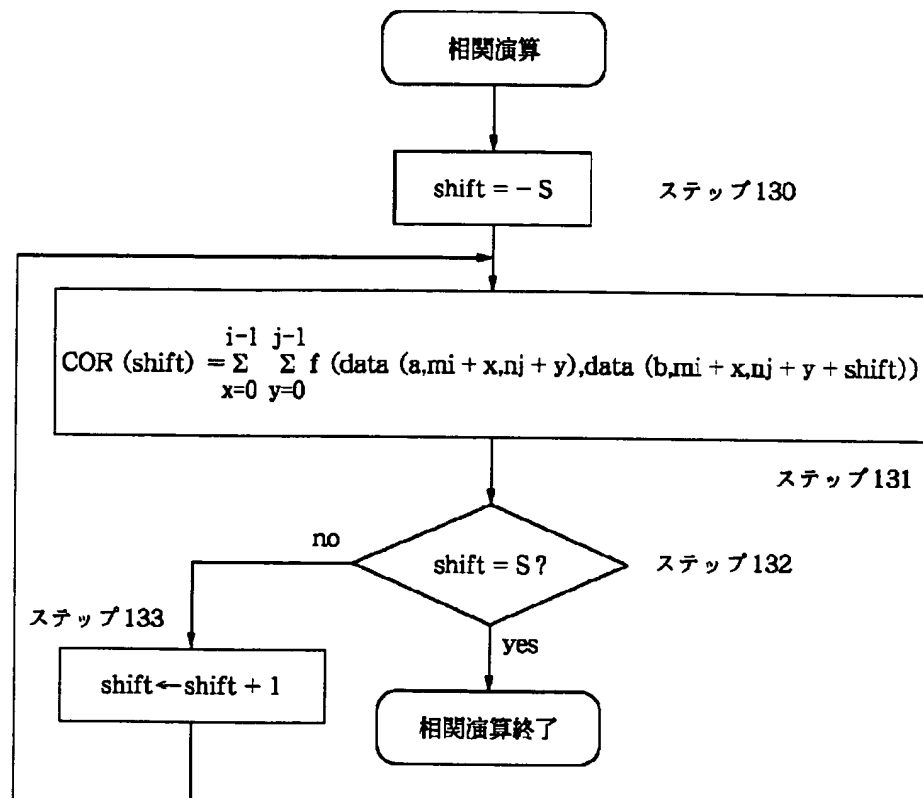 相関演算
shift = − S
ステップ130
i-1 j-1
COR (shift) = Σ Σ f (data (a,mi + x,nj + y),data (b,mi + x,nj + y + shift))
x=0 y=0
ステップ131
no
shift = S ?
ステップ132
ステップ133
yes
shift←shift + 1
相関演算終了